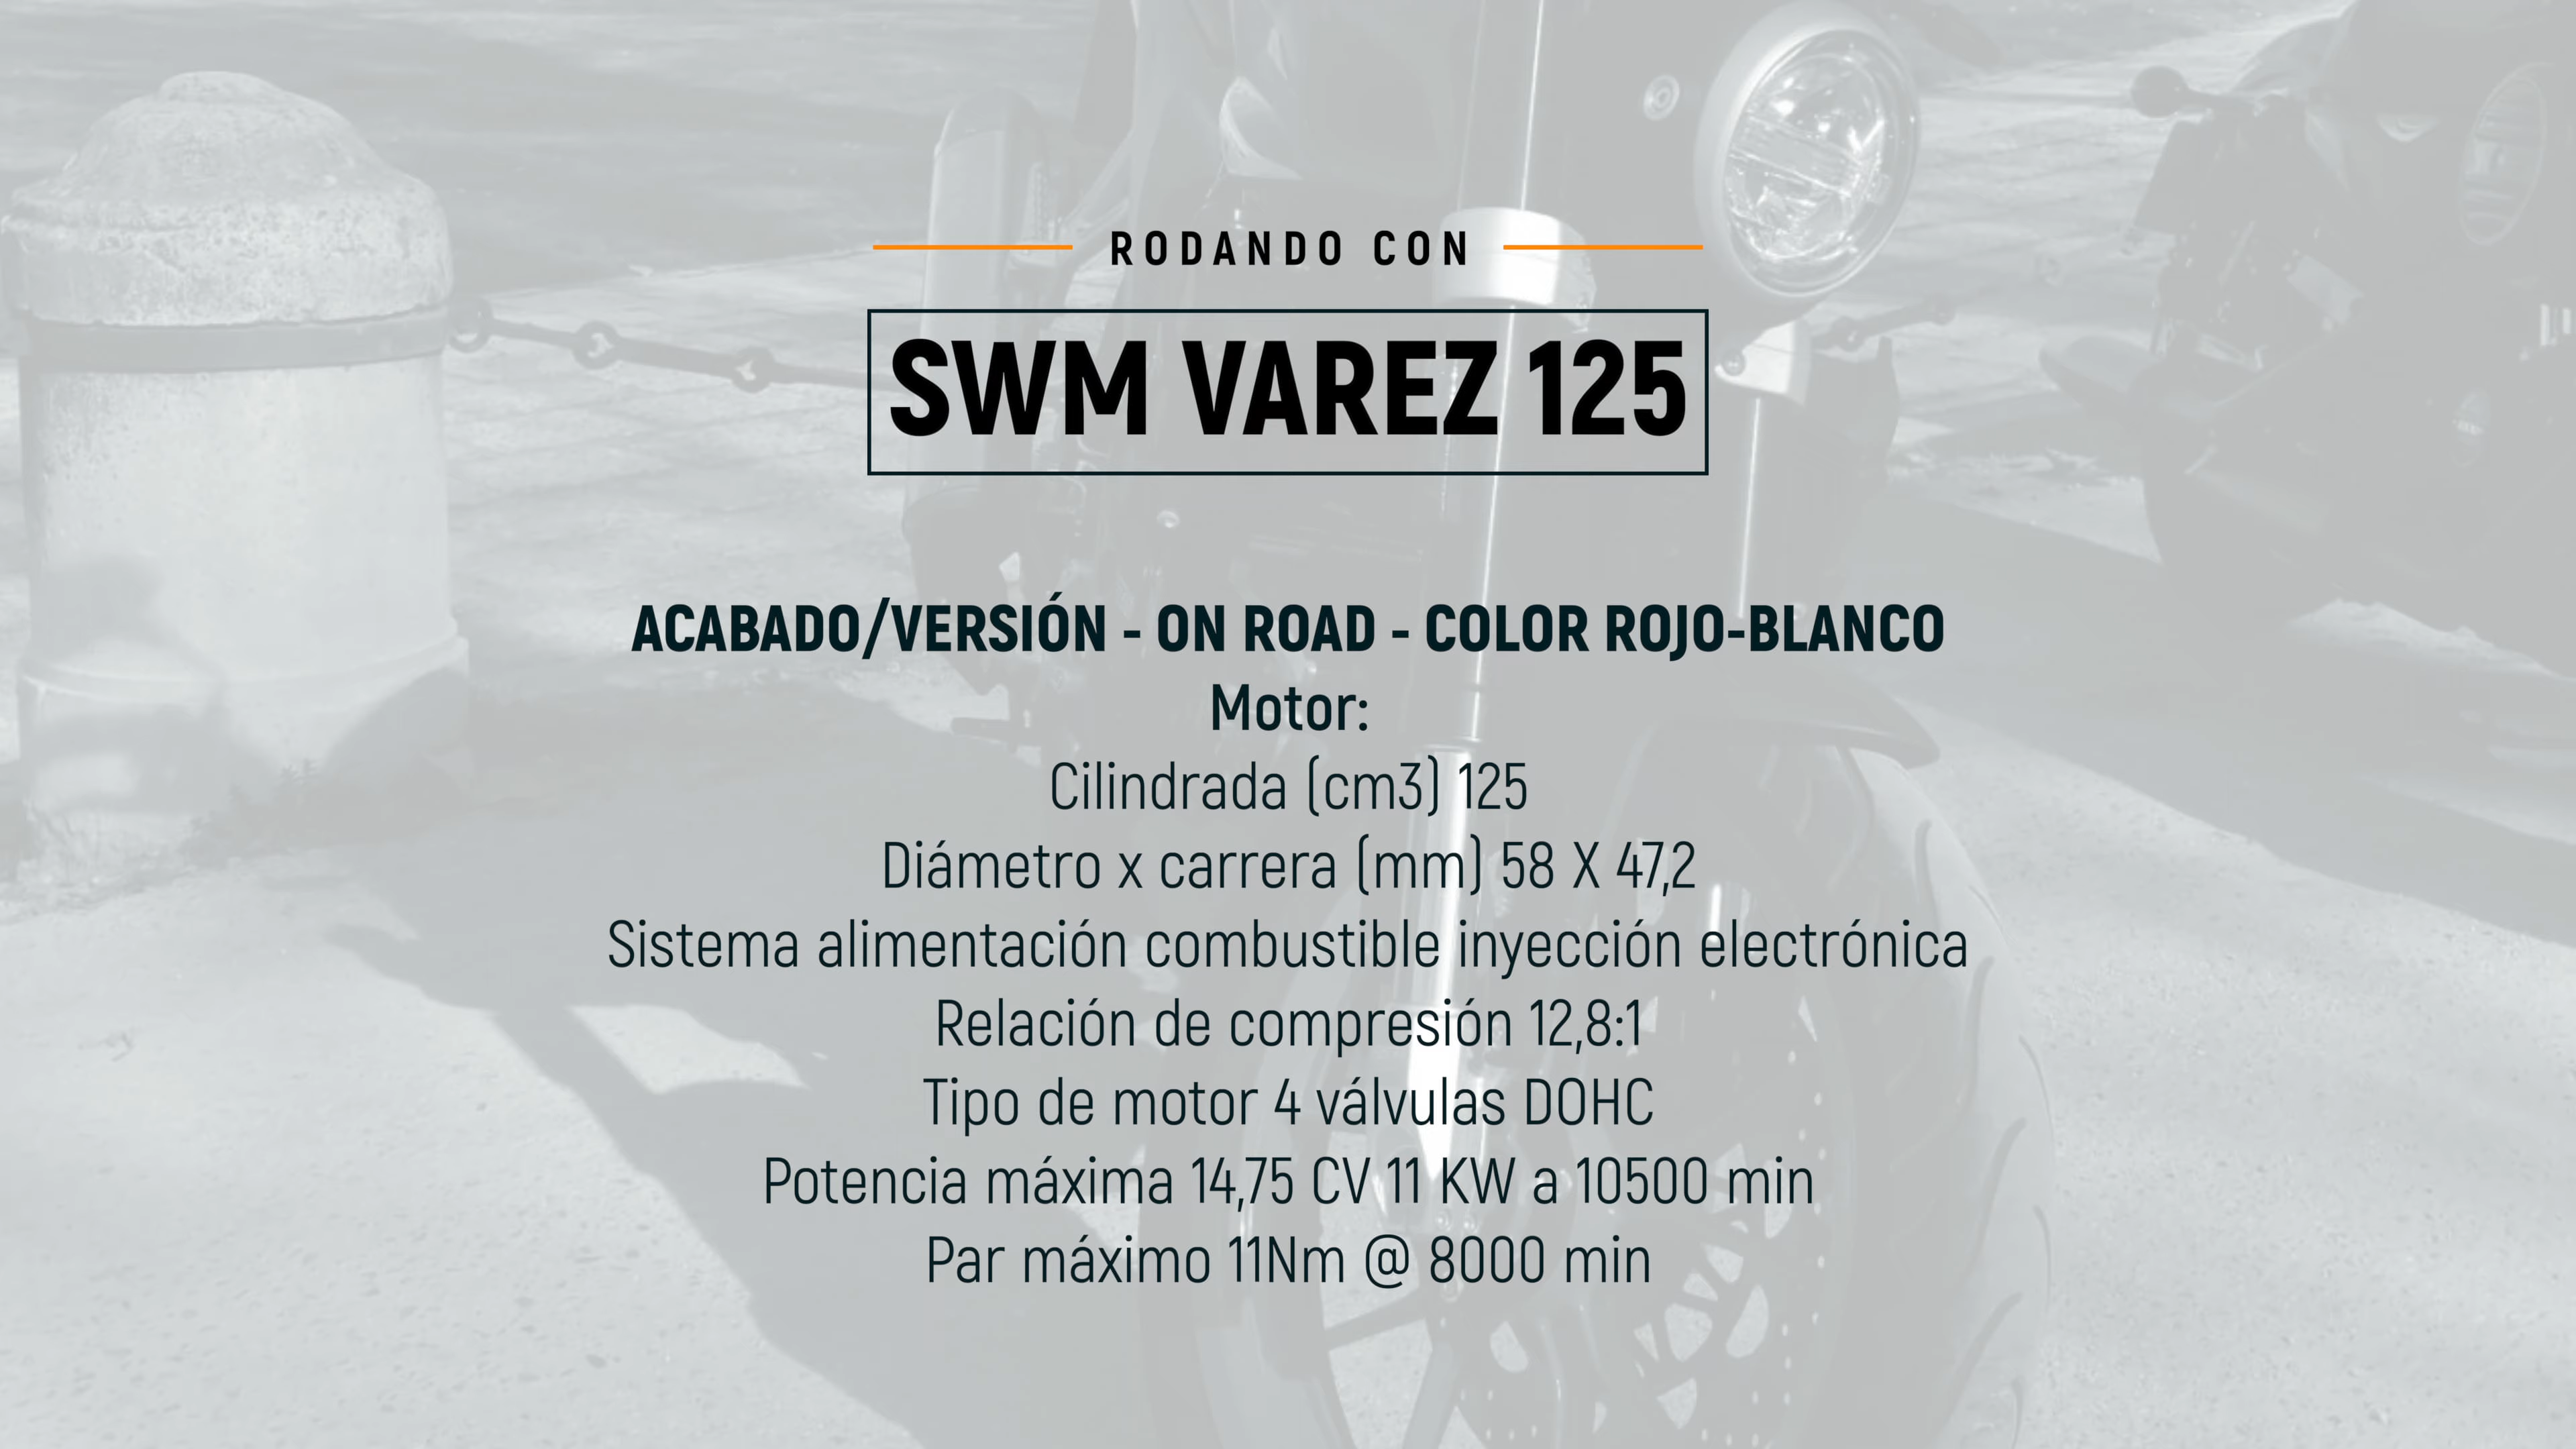 RODANDO CON
SWM VAREZ 125
ACABADO/VERSIÓN - ON ROAD - COLOR ROJO-BLANCO
Motor:
Cilindrada (cm3) 125
Diámetro x carrera (mm) 58 X 47,2
Sistema alimentación combustible inyección electrónica
Relación de compresión 12,8:1
Tipo de motor 4 válvulas DOHC
Potencia máxima 14,75 CV 11 KW a 10500 min
Par máximo 11Nm @ 8000 min